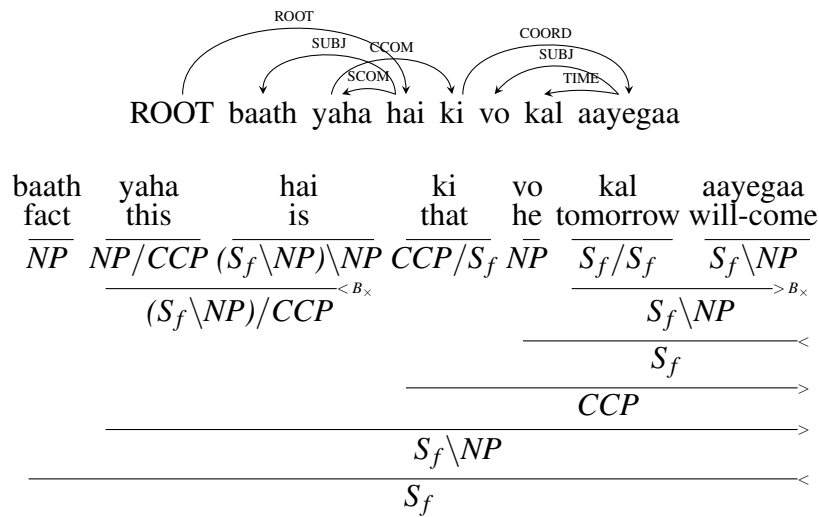 ROOT
SUBJ CCOM COORD
SCOM SUBJ
TIME
ROOT baath yaha hai ki vo kal aayegaa
baath yaha hai ki vo kal aayegaa
fact this is that he tomorrow will-come
NP NP/CCP (S_f\NP)\NP CCP/S_f NP S_f/S_f S_f\NP
< B_× > B_×
(S_f\NP)/CCP S_f\NP
<
S_f
>
CCP
>
S_f\NP
<
S_f